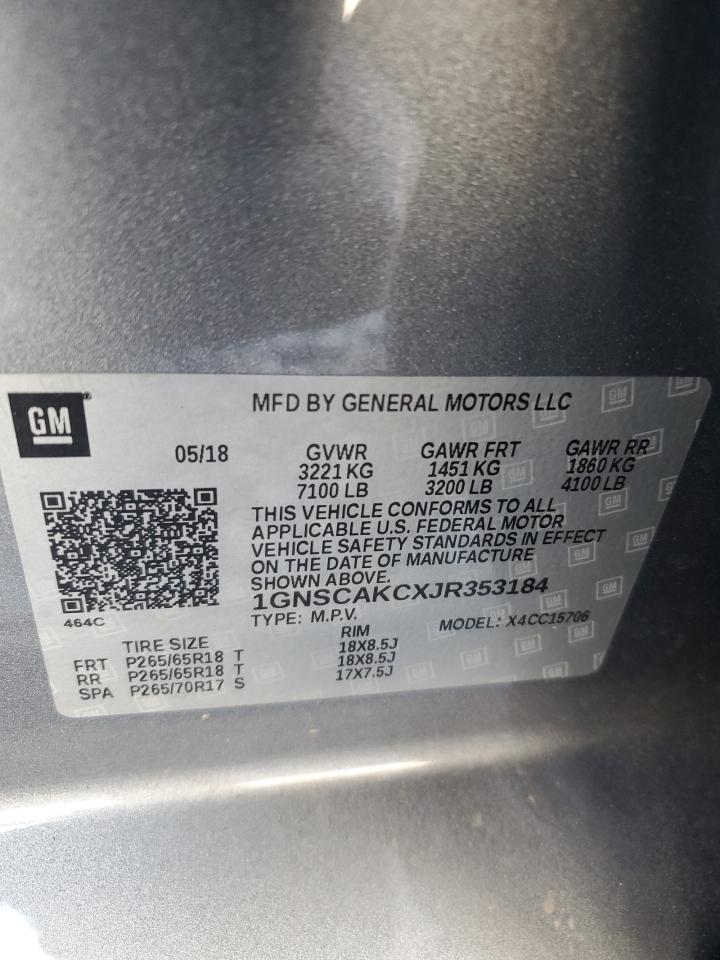 GM
MFD BY GENERAL MOTORS LLC
05/18 GVWR GAWR FRT GAWR RR
3221 KG 1451 KG 1860 KG
7100 LB 3200 LB 4100 LB
THIS VEHICLE CONFORMS TO ALL
APPLICABLE U.S. FEDERAL MOTOR
VEHICLE SAFETY STANDARDS IN EFFECT
ON THE DATE OF MANUFACTURE
SHOWN ABOVE.
1GNSCAKCXJR353184
464C
TYPE: M.P.V. MODEL: X4CC15706
TIRE SIZE RIM
FRT P265/65R18 T 18X8.5J
RR P265/65R18 T 18X8.5J
SPA P265/70R17 S 17X7.5J